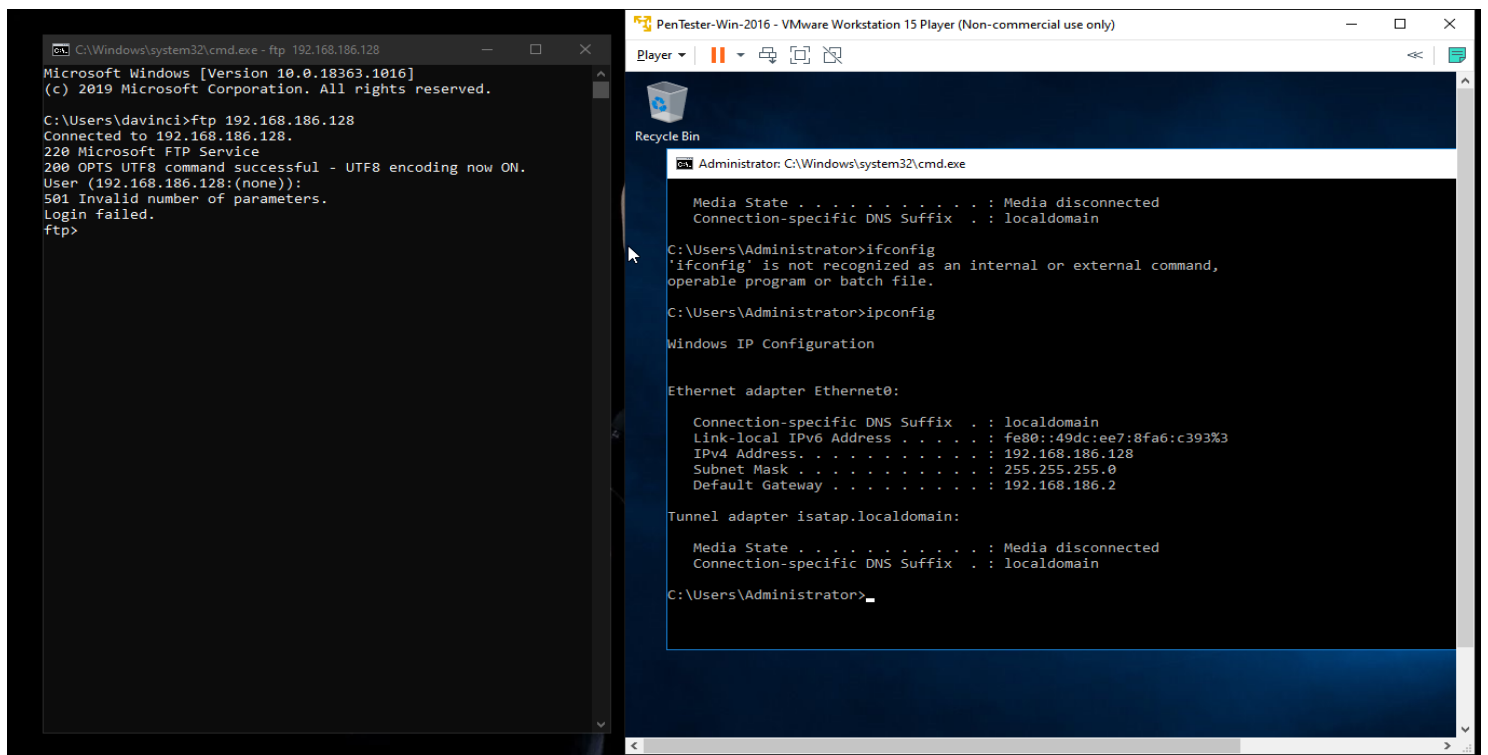 C:\Windows\system32\cmd.exe - ftp 192.168.186.128
Microsoft Windows [Version 10.0.18363.1016]
(c) 2019 Microsoft Corporation. All rights reserved.
C:\Users\davinci>ftp 192.168.186.128
Connected to 192.168.186.128.
220 Microsoft FTP Service
200 OPTS UTF8 command successful - UTF8 encoding now ON.
User (192.168.186.128:(none)):
501 Invalid number of parameters.
Login failed.
ftp>
PenTester-Win-2016 - VMware Workstation 15 Player (Non-commercial use only)
Player
Recycle Bin
Administrator: C:\Windows\system32\cmd.exe
Media State . . . . . . . . . . . : Media disconnected
Connection-specific DNS Suffix  . : localdomain
C:\Users\Administrator>ifconfig
'ifconfig' is not recognized as an internal or external command,
operable program or batch file.
C:\Users\Administrator>ipconfig
Windows IP Configuration
Ethernet adapter Ethernet0:
Connection-specific DNS Suffix  . : localdomain
Link-local IPv6 Address . . . . . : fe80::49dc:ee7:8fa6:c393%3
IPv4 Address. . . . . . . . . . . : 192.168.186.128
Subnet Mask . . . . . . . . . . . : 255.255.255.0
Default Gateway . . . . . . . . . : 192.168.186.2
Tunnel adapter isatap.localdomain:
Media State . . . . . . . . . . . : Media disconnected
Connection-specific DNS Suffix  . : localdomain
C:\Users\Administrator>